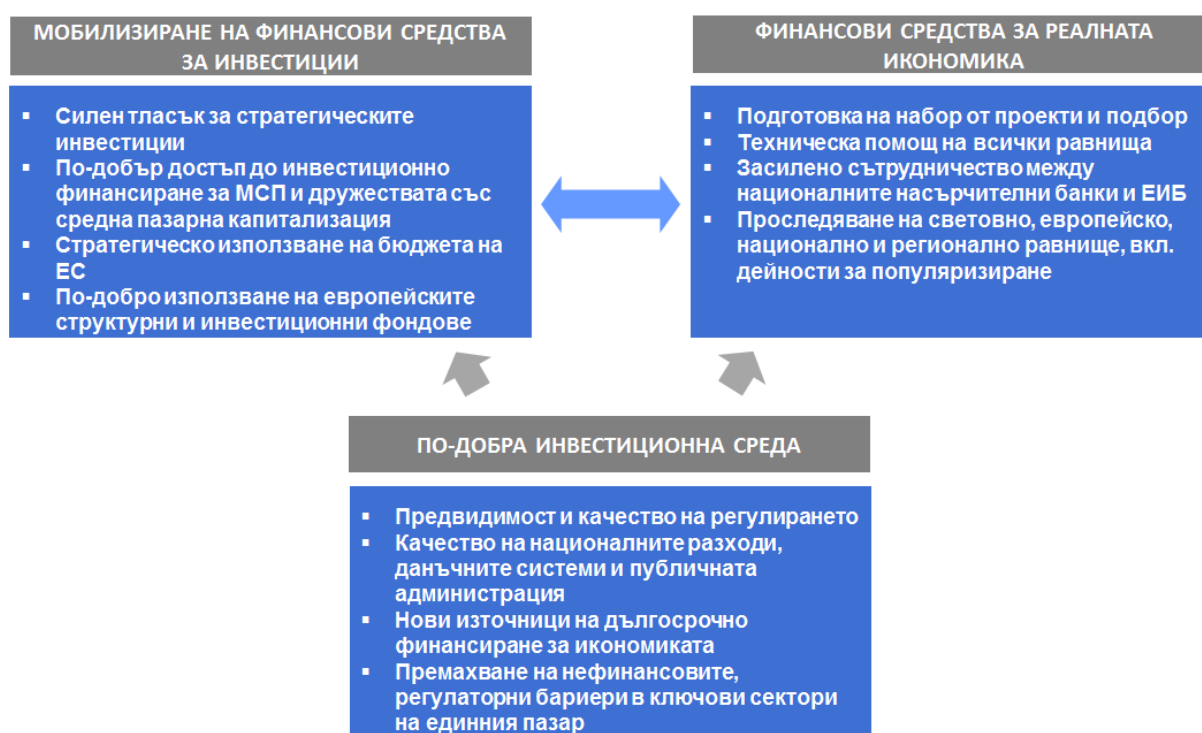 МОБИЛИЗИРАНЕ НА ФИНАНСОВИ СРЕДСТВА
ЗА ИНВЕСТИЦИИ
▪ Силен тласък за стратегическите
инвестиции
▪ По-добър достъп до инвестиционно
финансиране за МСП и дружествата със
средна пазарна капитализация
▪ Стратегическо използване на бюджета на
ЕС
▪ По-добро използване на европейските
структурни и инвестиционни фондове
ФИНАНСОВИ СРЕДСТВА ЗА РЕАЛНАТА
ИКОНОМИКА
▪ Подготовка на набор от проекти и подбор
▪ Техническа помощ на всички равнища
▪ Засилено сътрудничество между
националните насърчителни банки и ЕИБ
▪ Проследяване на световно, европейско,
национално и регионално равнище, вкл.
дейности за популяризиране
ПО-ДОБРА ИНВЕСТИЦИОННА СРЕДА
▪ Предвидимост и качество на регулирането
▪ Качество на националните разходи,
данъчните системи и публичната
администрация
▪ Нови източници на дългосрочно
финансиране за икономиката
▪ Премахване на нефинансовите,
регулаторни бариери в ключови сектори
на единния пазар